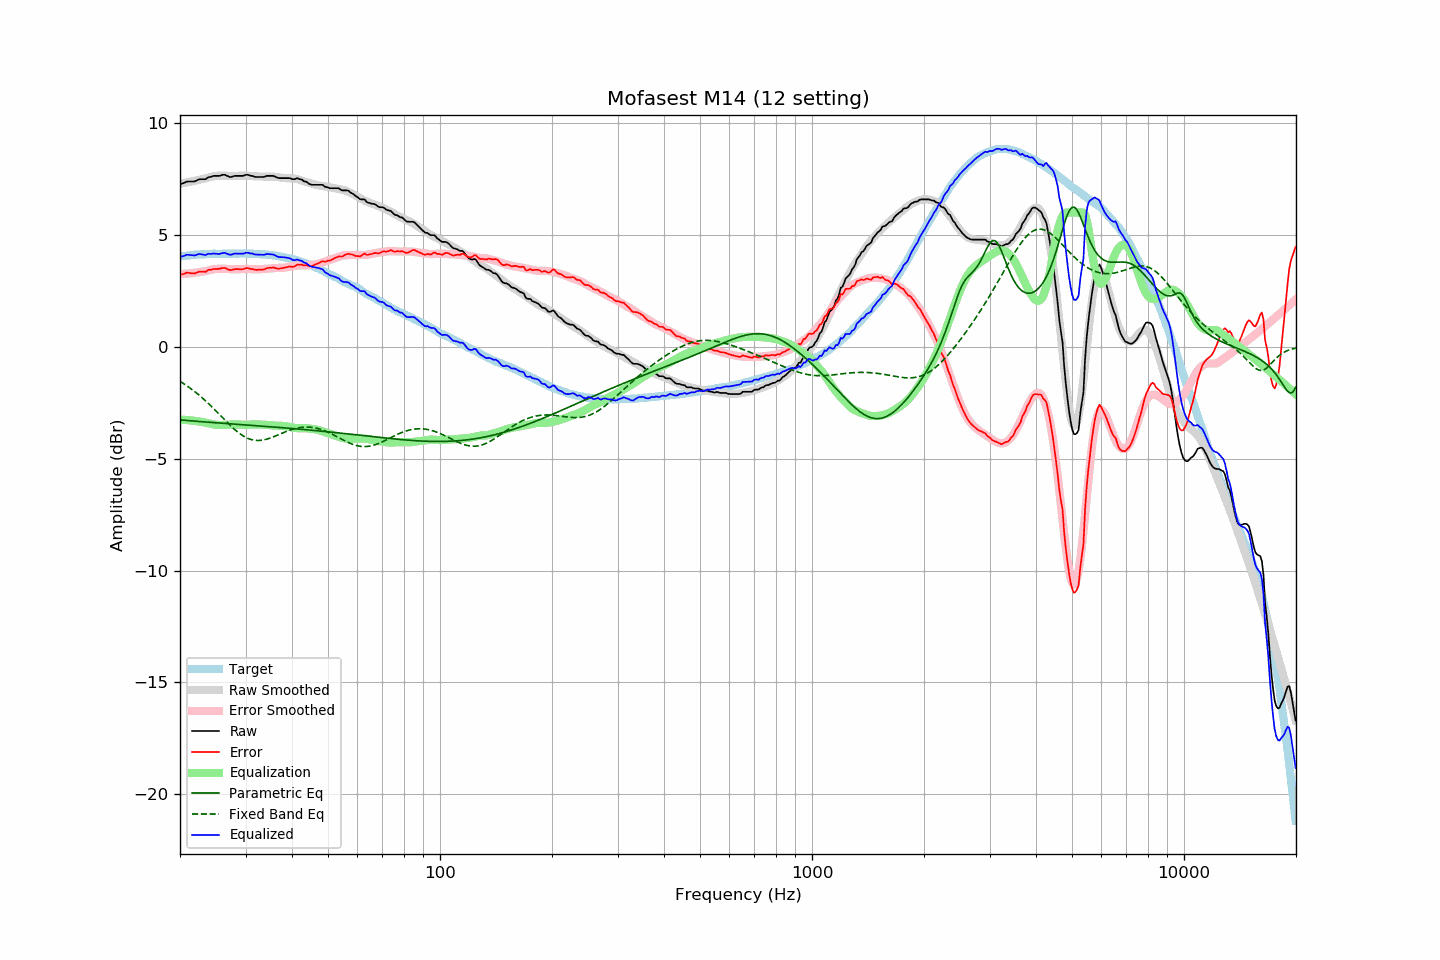 Mofasest M14 (12 setting)
10
5
0
−5
−10
−15
−20
Amplitude (dBr)
Target
Raw Smoothed
Error Smoothed
Raw
Error
Equalization
Parametric Eq
Fixed Band Eq
Equalized
100
1000
10000
Frequency (Hz)